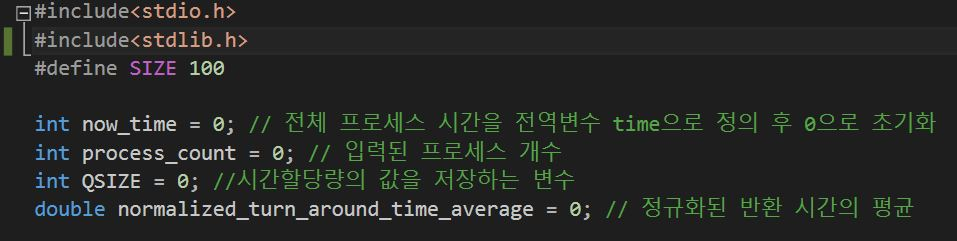 #include<stdio.h>
#include<stdlib.h>
#define SIZE 100
int now_time = 0; // 전체 프로세스 시간을 전역변수 time으로 정의 후 0으로 초기화
int process_count = 0; // 입력된 프로세스 개수
int QSIZE = 0; //시간할당량의 값을 저장하는 변수
double normalized_turn_around_time_average = 0; // 정규화된 반환 시간의 평균